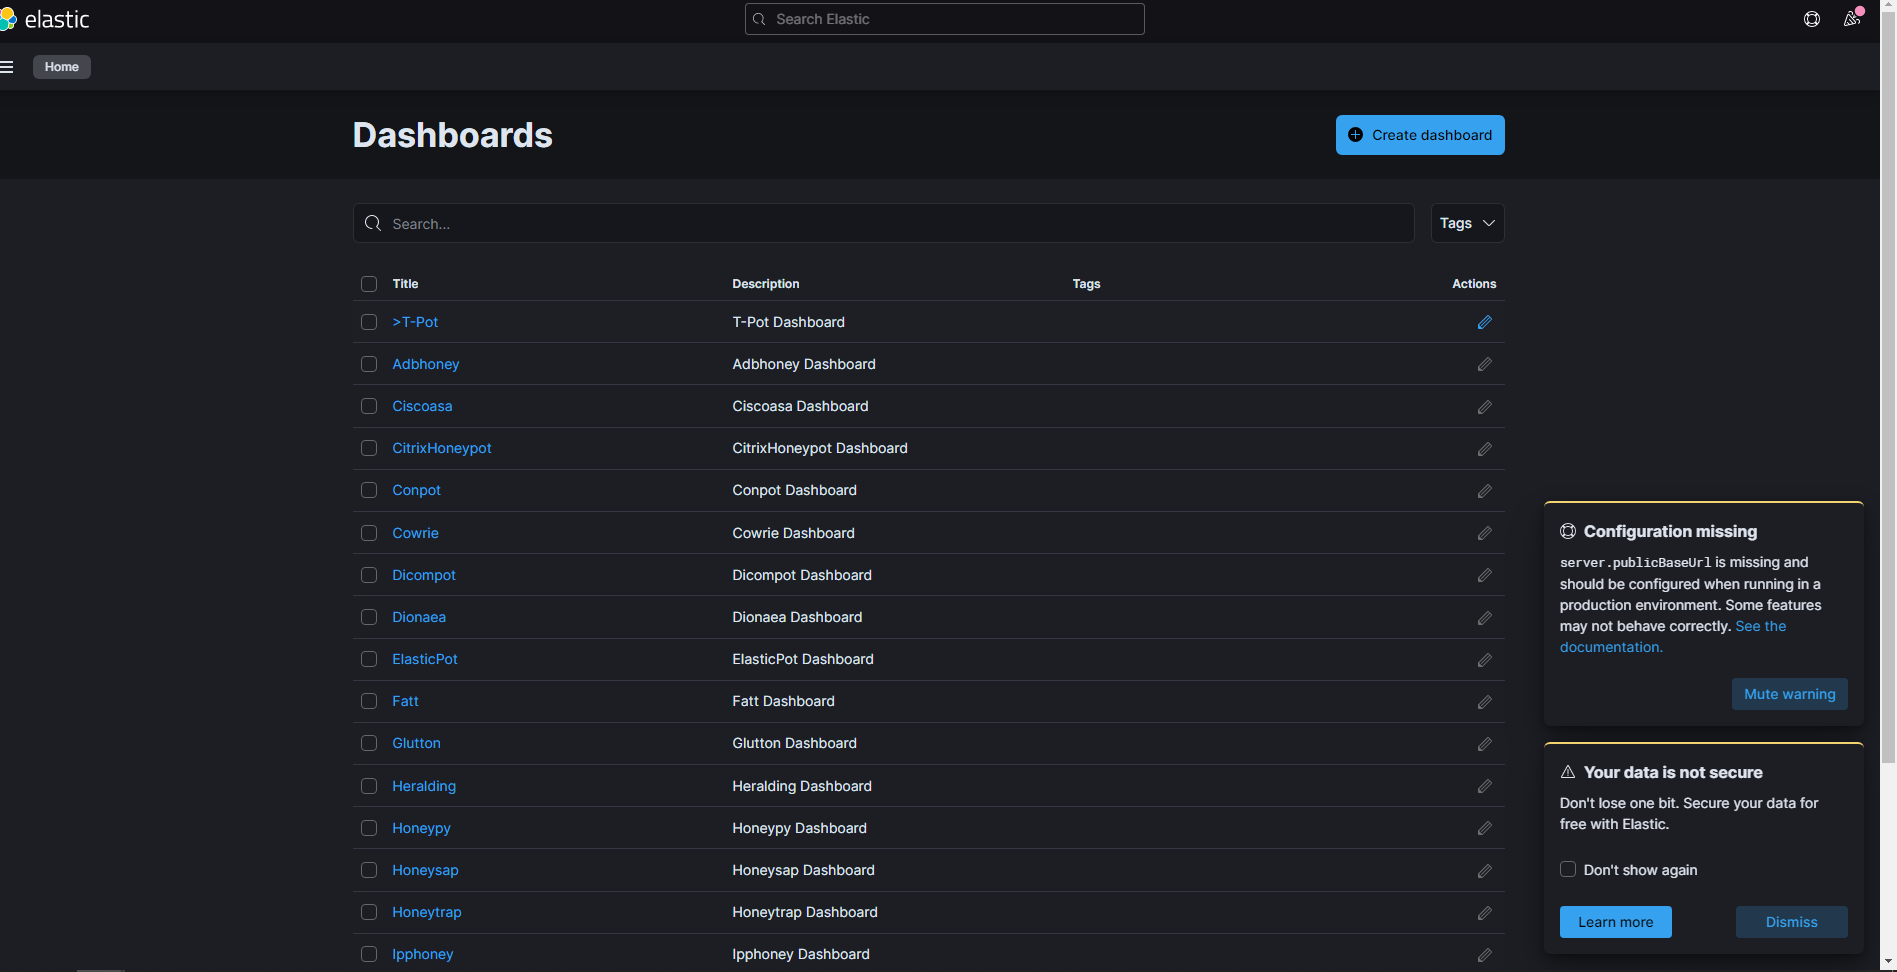 elastic
Search Elastic
Home
Dashboards
Create dashboard
Search...
Tags
Title Description Tags Actions
>T-Pot T-Pot Dashboard
Adbhoney Adbhoney Dashboard
Ciscoasa Ciscoasa Dashboard
CitrixHoneypot CitrixHoneypot Dashboard
Conpot Conpot Dashboard
Cowrie Cowrie Dashboard
Dicompot Dicompot Dashboard
Dionaea Dionaea Dashboard
ElasticPot ElasticPot Dashboard
Fatt Fatt Dashboard
Glutton Glutton Dashboard
Heralding Heralding Dashboard
Honeypy Honeypy Dashboard
Honeysap Honeysap Dashboard
Honeytrap Honeytrap Dashboard
Ipphoney Ipphoney Dashboard
Configuration missing
server.publicBaseUrl is missing and
should be configured when running in a
production environment. Some features
may not behave correctly. See the
documentation.
Mute warning
Your data is not secure
Don't lose one bit. Secure your data for
free with Elastic.
Don't show again
Learn more
Dismiss